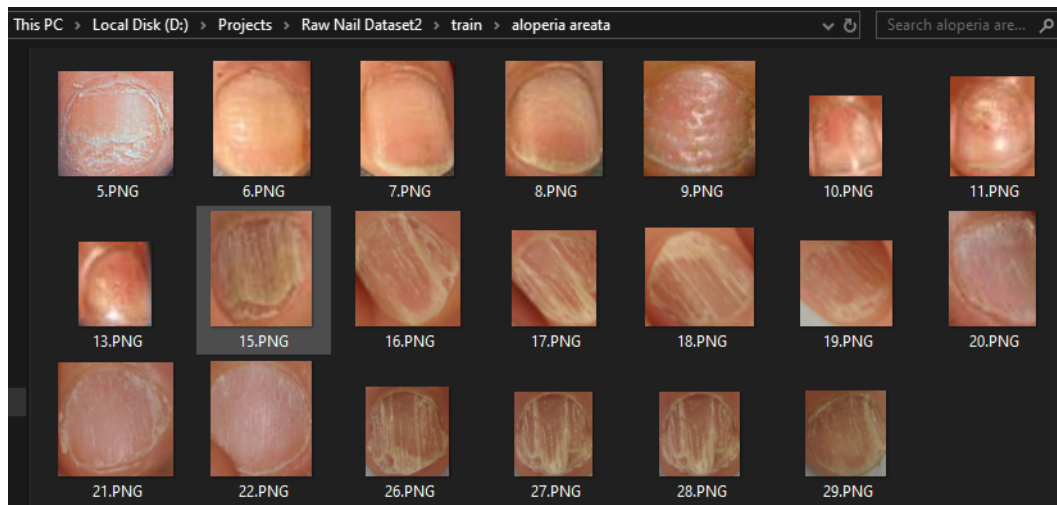 This PC > Local Disk (D:) > Projects > Raw Nail Dataset2 > train > aloperia areata
Search aloperia are...
5.PNG 6.PNG 7.PNG 8.PNG 9.PNG 10.PNG 11.PNG
13.PNG 15.PNG 16.PNG 17.PNG 18.PNG 19.PNG 20.PNG
21.PNG 22.PNG 26.PNG 27.PNG 28.PNG 29.PNG